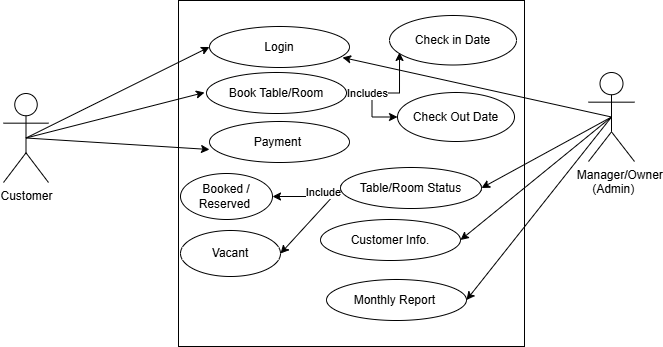 Check in Date
Login
Book Table/Room
Includes
Check Out Date
Payment
Customer
Manager/Owner
(Admin)
Booked /
Reserved
Include
Table/Room Status
Vacant
Customer Info.
Monthly Report